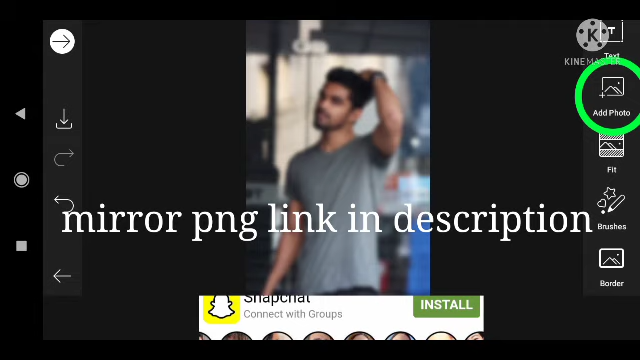 Text
K
KINEMASTER
Add Photo
Fit
mirror png link in description
Brushes
Border
Snapchat
Connect with Groups
INSTALL